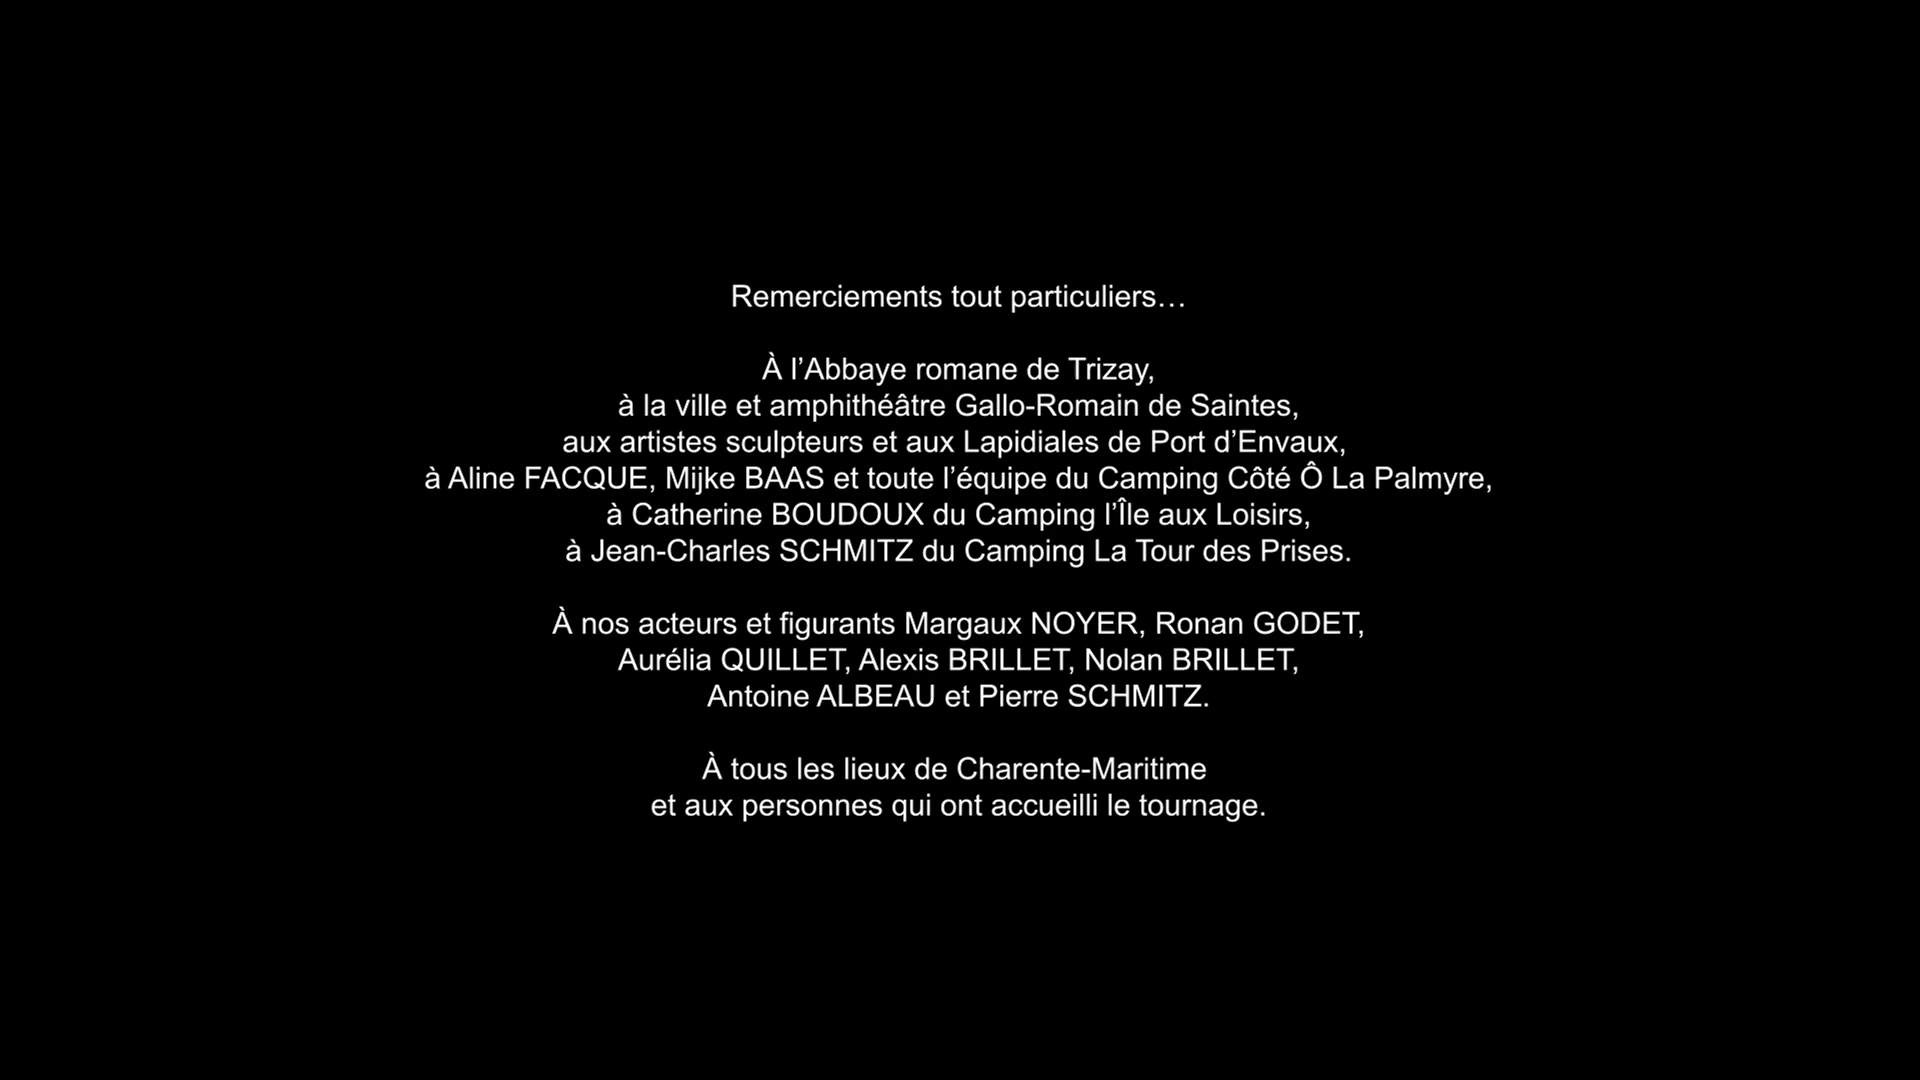 Remerciements tout particuliers…
À l’Abbaye romane de Trizay,
à la ville et amphithéâtre Gallo-Romain de Saintes,
aux artistes sculpteurs et aux Lapidiales de Port d’Envaux,
à Aline FACQUE, Mijke BAAS et toute l’équipe du Camping Côté Ô La Palmyre,
à Catherine BOUDOUX du Camping l’Île aux Loisirs,
à Jean-Charles SCHMITZ du Camping La Tour des Prises.
À nos acteurs et figurants Margaux NOYER, Ronan GODET,
Aurélia QUILLET, Alexis BRILLET, Nolan BRILLET,
Antoine ALBEAU et Pierre SCHMITZ.
À tous les lieux de Charente-Maritime
et aux personnes qui ont accueilli le tournage.